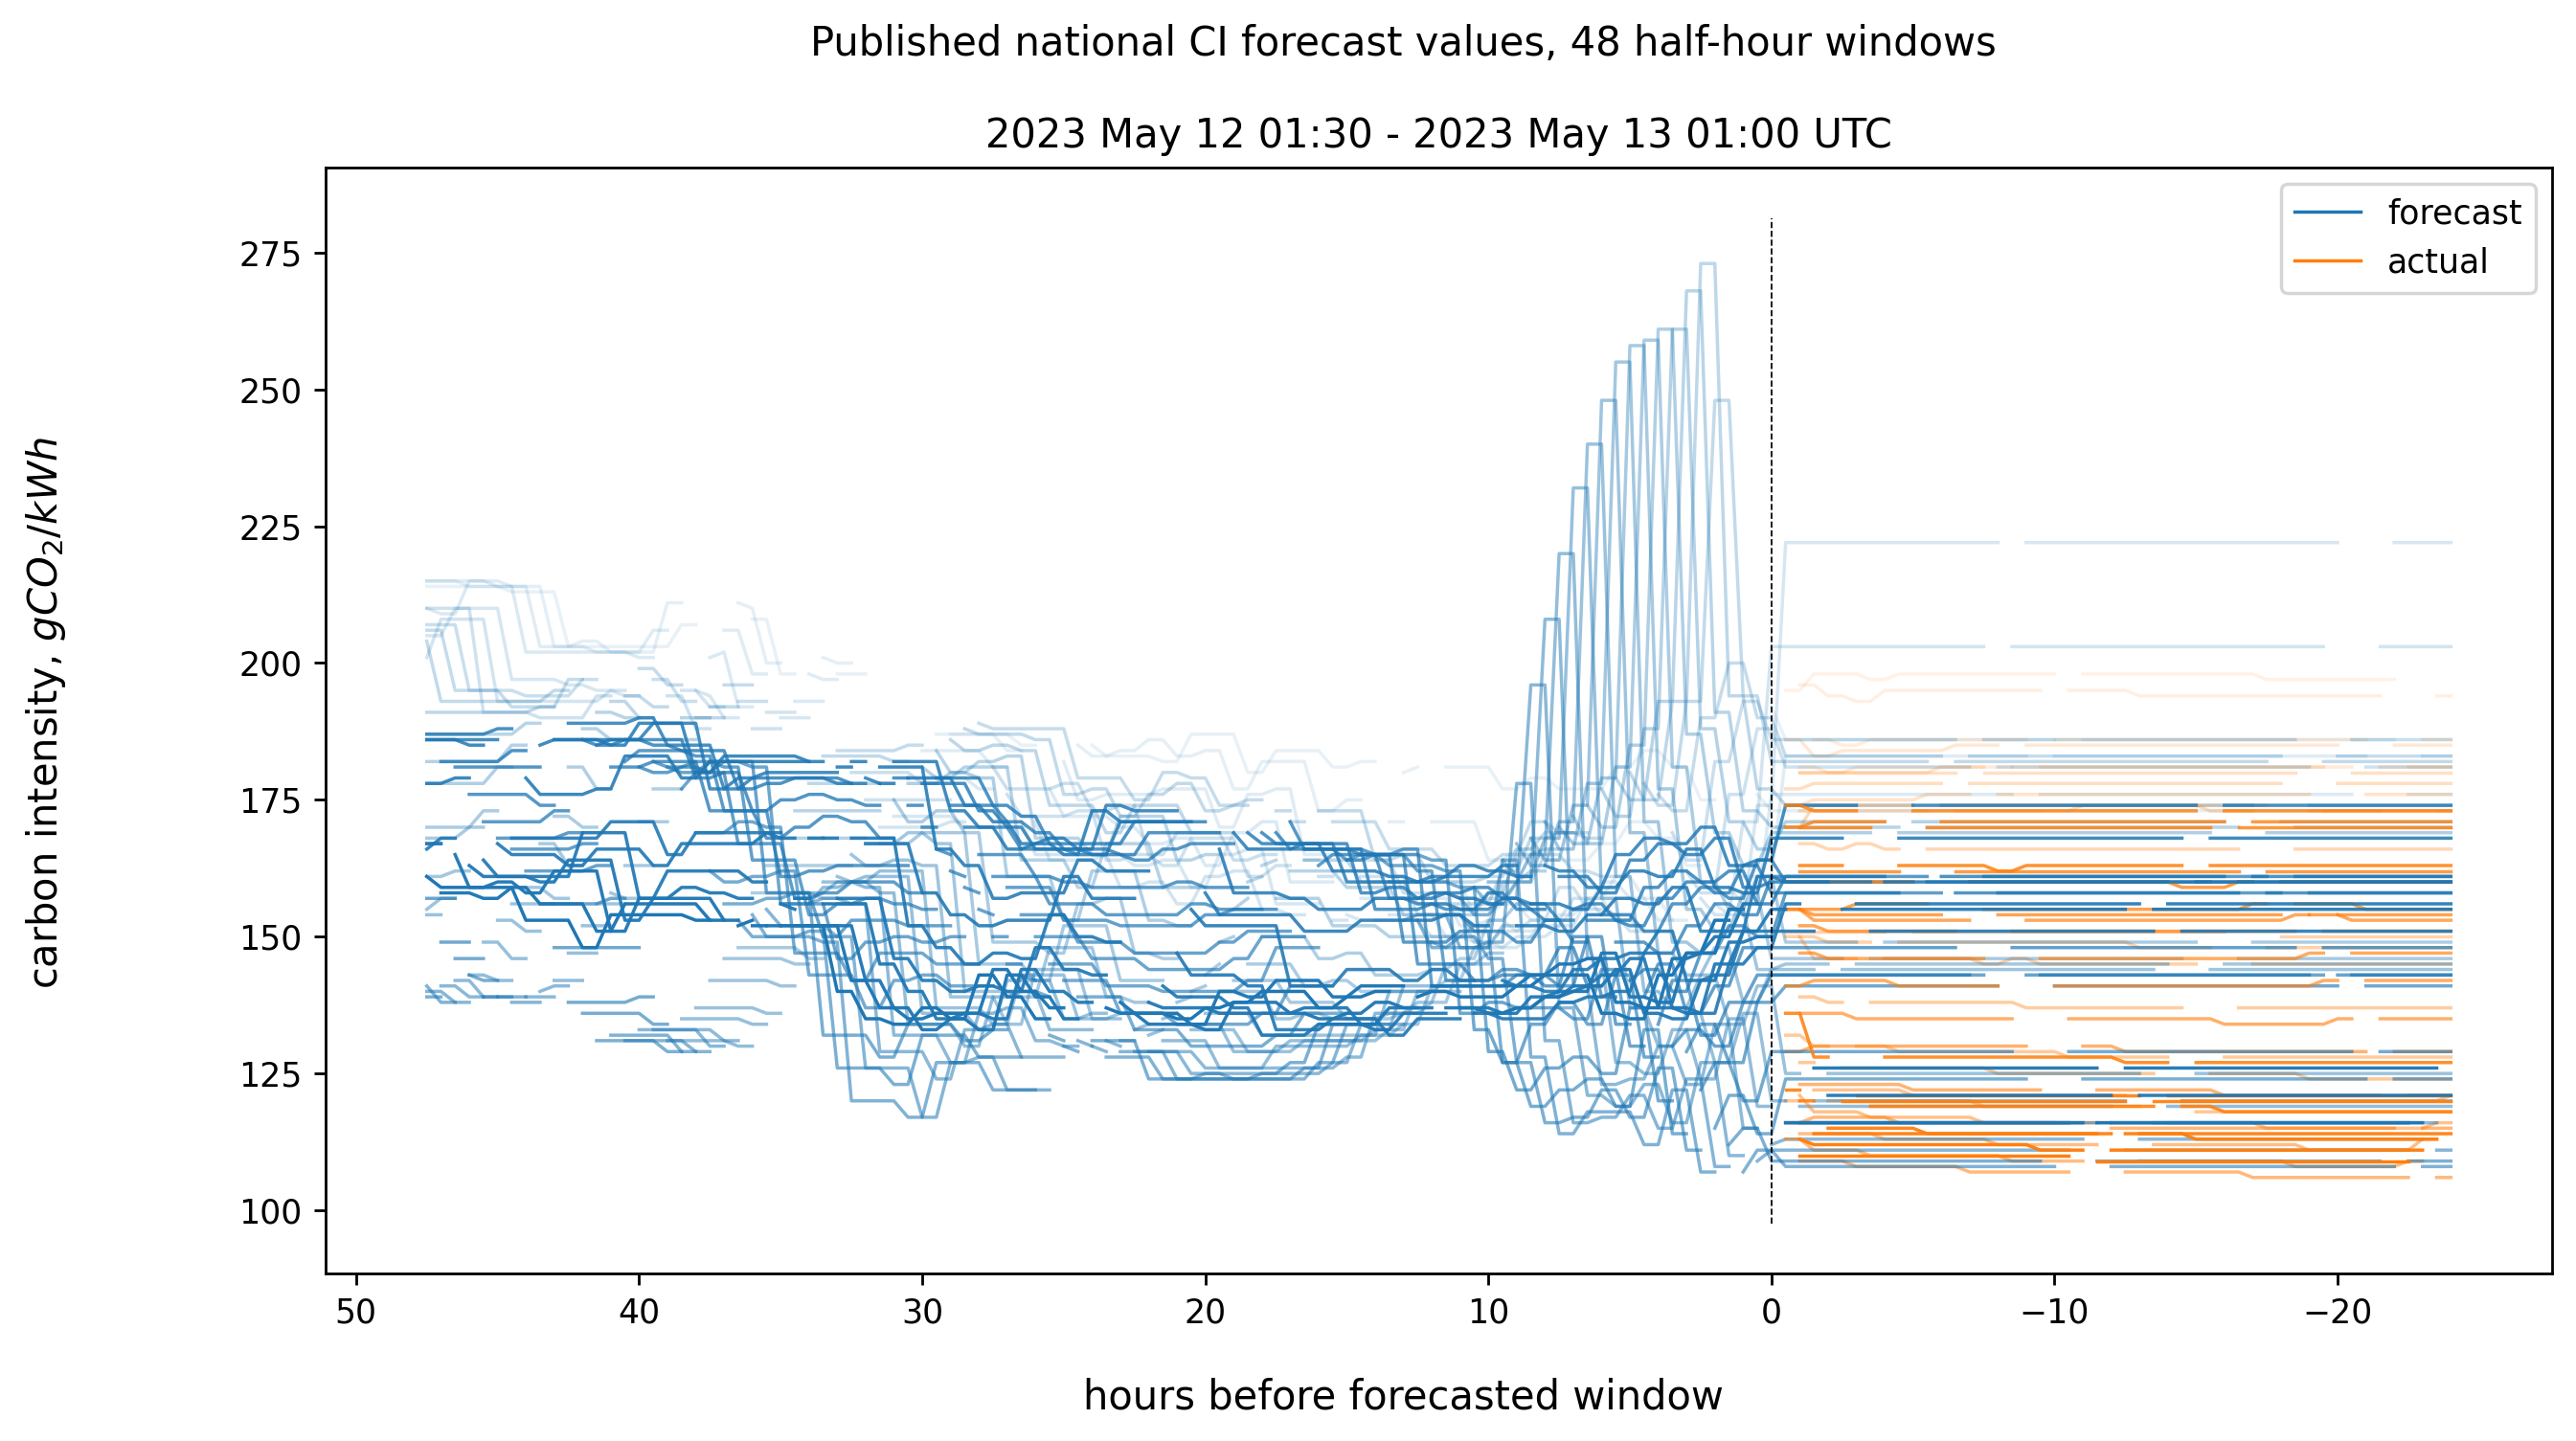 Published national CI forecast values, 48 half-hour windows
2023 May 12 01:30 - 2023 May 13 01:00 UTC
forecast
actual
carbon intensity, gCO₂/kWh
275
250
225
200
175
150
125
100
50
40
30
20
10
0
−10
−20
hours before forecasted window